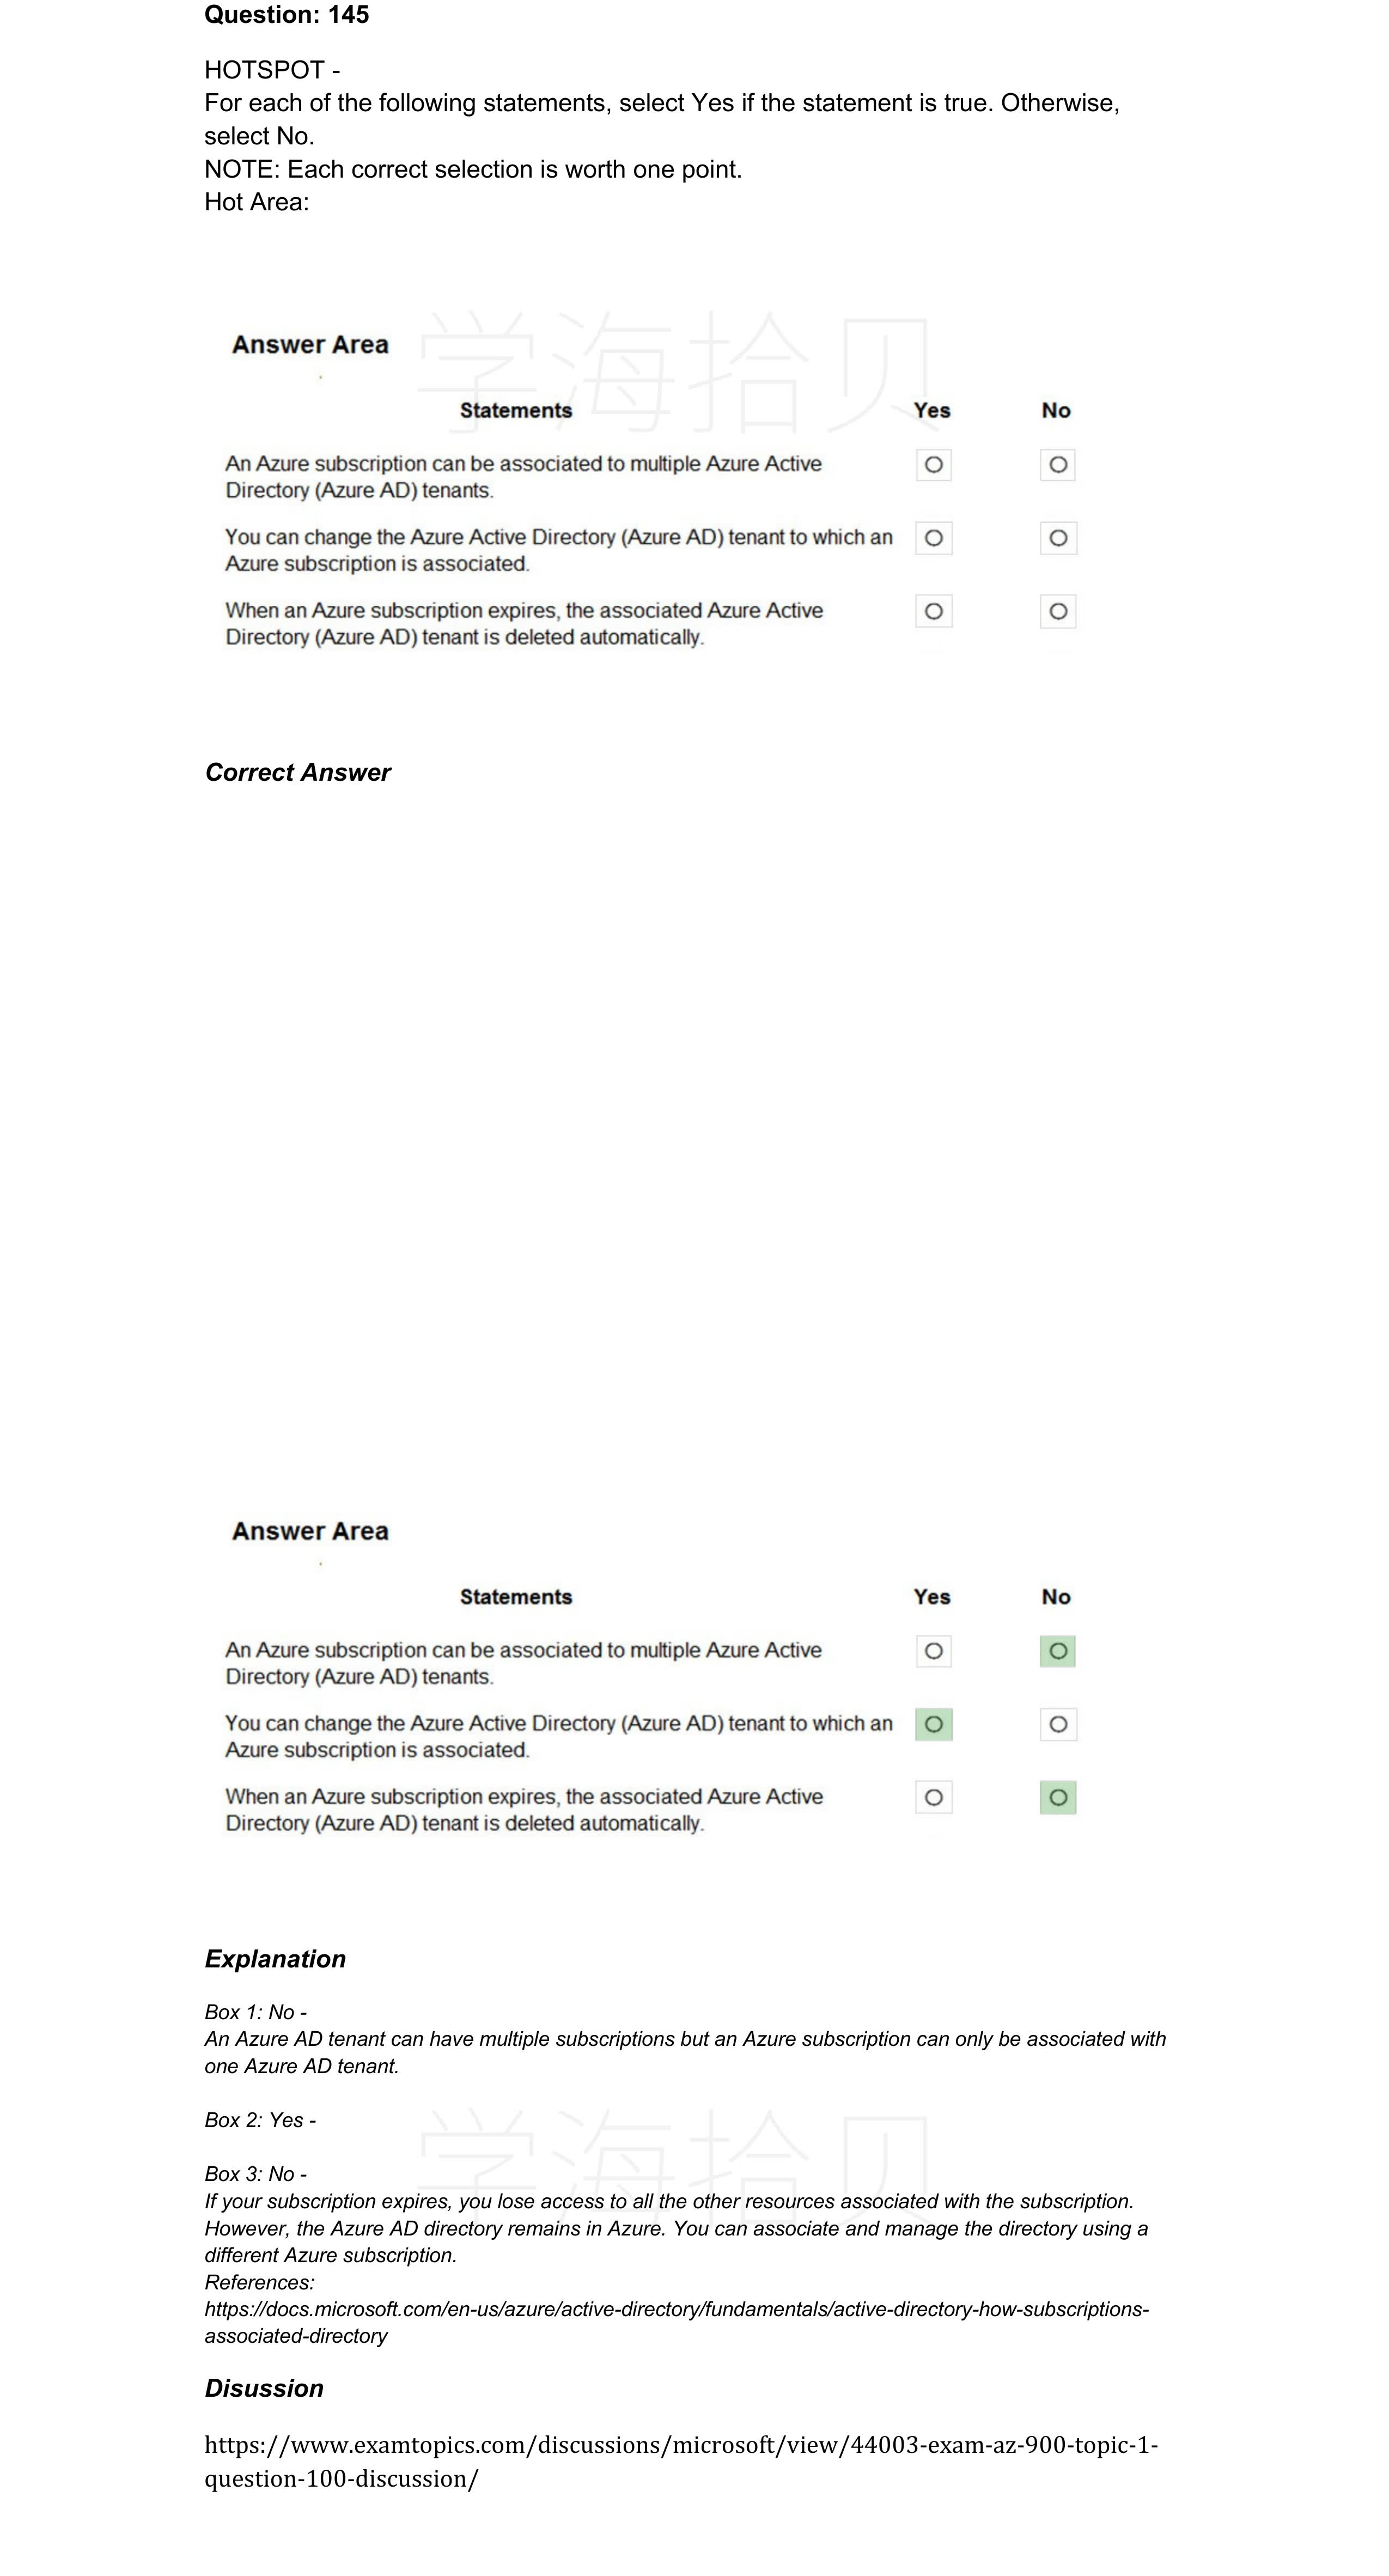 Question: 145
HOTSPOT -
For each of the following statements, select Yes if the statement is true. Otherwise,
select No.
NOTE: Each correct selection is worth one point.
Hot Area:
学海拾贝
Answer Area
Statements Yes No
An Azure subscription can be associated to multiple Azure Active
Directory (Azure AD) tenants.
You can change the Azure Active Directory (Azure AD) tenant to which an
Azure subscription is associated.
When an Azure subscription expires, the associated Azure Active
Directory (Azure AD) tenant is deleted automatically.
Correct Answer
Answer Area
Statements Yes No
An Azure subscription can be associated to multiple Azure Active
Directory (Azure AD) tenants.
You can change the Azure Active Directory (Azure AD) tenant to which an
Azure subscription is associated.
When an Azure subscription expires, the associated Azure Active
Directory (Azure AD) tenant is deleted automatically.
Explanation
Box 1: No -
An Azure AD tenant can have multiple subscriptions but an Azure subscription can only be associated with
one Azure AD tenant.
Box 2: Yes -
学海拾贝
Box 3: No -
If your subscription expires, you lose access to all the other resources associated with the subscription.
However, the Azure AD directory remains in Azure. You can associate and manage the directory using a
different Azure subscription.
References:
https://docs.microsoft.com/en-us/azure/active-directory/fundamentals/active-directory-how-subscriptions-
associated-directory
Disussion
https://www.examtopics.com/discussions/microsoft/view/44003-exam-az-900-topic-1-
question-100-discussion/